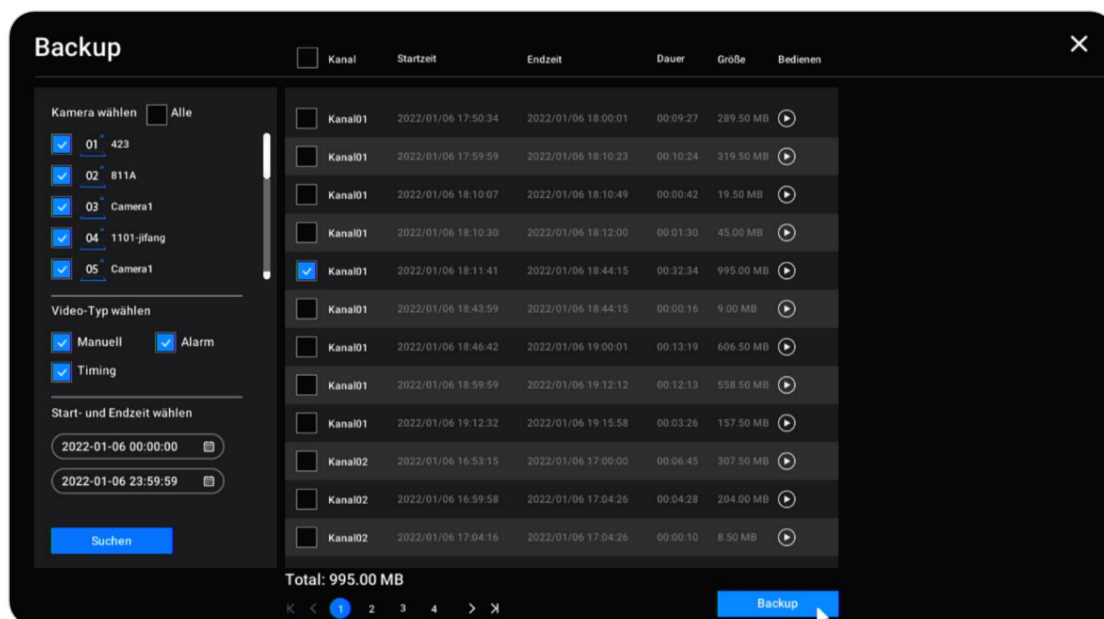 Backup
Kanal Startzeit Endzeit Dauer Größe Bedienen
Kamera wählen Alle
01 423
02 811A
03 Camera1
04 1101-jifang
05 Camera1
Video-Typ wählen
Manuell Alarm
Timing
Start- und Endzeit wählen
2022-01-06 00:00:00
2022-01-06 23:59:59
Suchen
Kanal01 2022/01/06 17:50:34 2022/01/06 18:00:01 00:09:27 289.50 MB
Kanal01 2022/01/06 17:59:59 2022/01/06 18:10:23 00:10:24 319.50 MB
Kanal01 2022/01/06 18:10:07 2022/01/06 18:10:49 00:00:42 19.50 MB
Kanal01 2022/01/06 18:10:30 2022/01/06 18:12:00 00:01:30 45.00 MB
Kanal01 2022/01/06 18:11:41 2022/01/06 18:44:15 00:32:34 995.00 MB
Kanal01 2022/01/06 18:43:59 2022/01/06 18:44:15 00:00:16 9.00 MB
Kanal01 2022/01/06 18:46:42 2022/01/06 19:00:01 00:13:19 606.50 MB
Kanal01 2022/01/06 18:59:59 2022/01/06 19:12:12 00:12:13 558.50 MB
Kanal01 2022/01/06 19:12:32 2022/01/06 19:15:58 00:03:26 157.50 MB
Kanal02 2022/01/06 16:53:15 2022/01/06 17:00:00 00:06:45 307.50 MB
Kanal02 2022/01/06 16:59:58 2022/01/06 17:04:26 00:04:28 204.00 MB
Kanal02 2022/01/06 17:04:16 2022/01/06 17:04:26 00:00:10 8.50 MB
Total: 995.00 MB
1 2 3 4
Backup